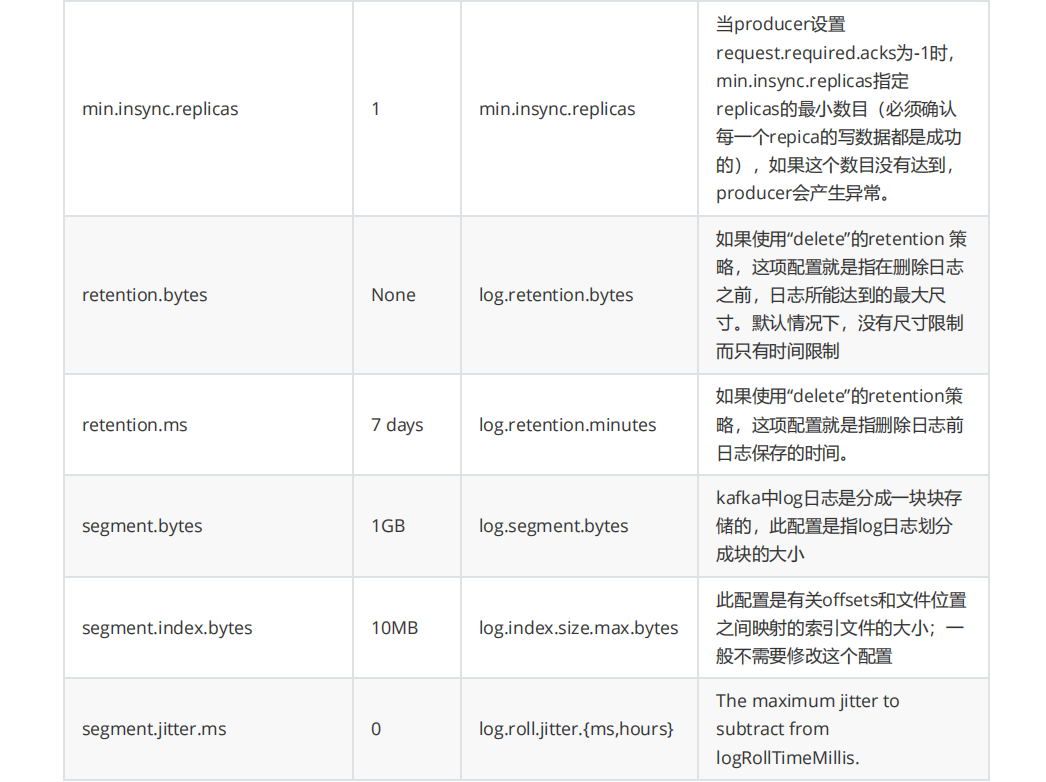 min.insync.replicas
1
min.insync.replicas
当producer设置
request.required.acks为-1时，
min.insync.replicas指定
replicas的最小数目（必须确认
每一个repica的写数据都是成功
的），如果这个数目没有达到，
producer会产生异常。
retention.bytes
None
log.retention.bytes
如果使用“delete”的retention 策
略，这项配置就是指在删除日志
之前，日志所能达到的最大尺
寸。默认情况下，没有尺寸限制
而只有时间限制
retention.ms
7 days
log.retention.minutes
如果使用“delete”的retention策
略，这项配置就是指删除日志前
日志保存的时间。
segment.bytes
1GB
log.segment.bytes
kafka中log日志是分成一块块存
储的，此配置是指log日志划分
成块的大小
segment.index.bytes
10MB
log.index.size.max.bytes
此配置是有关offsets和文件位置
之间映射的索引文件的大小；一
般不需要修改这个配置
segment.jitter.ms
0
log.roll.jitter.{ms,hours}
The maximum jitter to
subtract from
logRollTimeMillis.